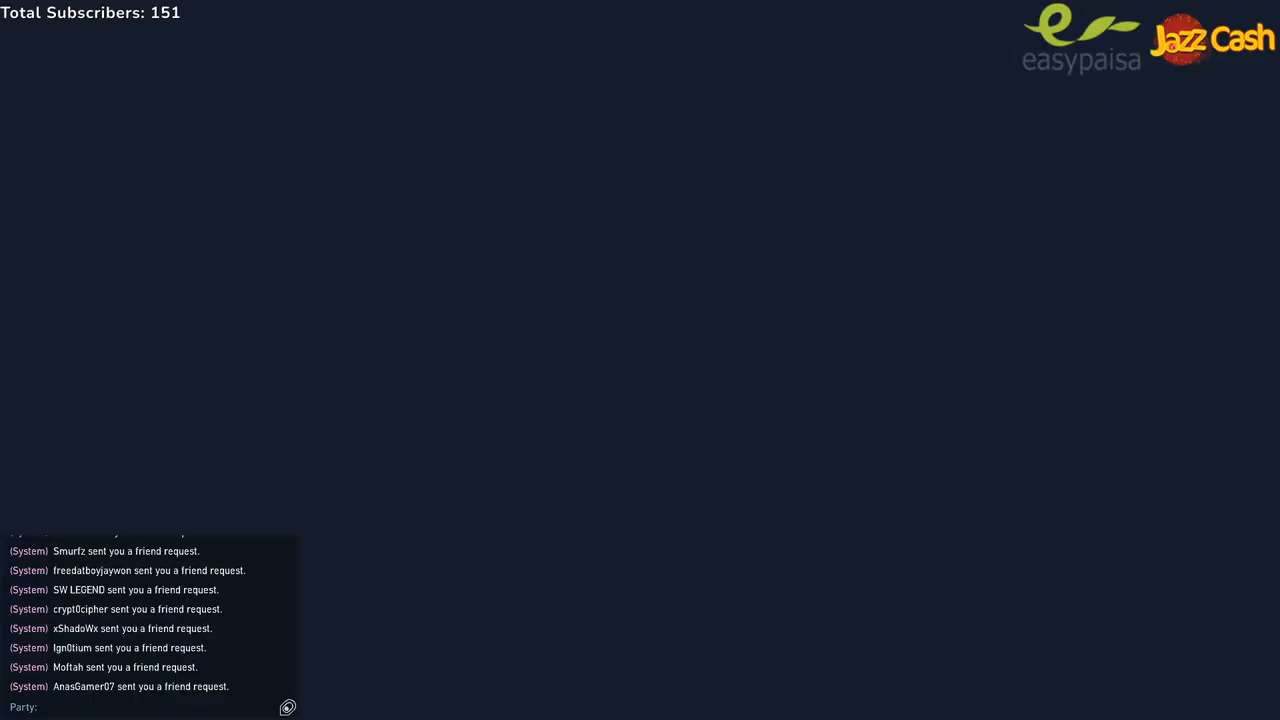 Total Subscribers: 151
easypaisa
Jazz Cash
(System) Smurfz sent you a friend request.
(System) freedatboyjaywon sent you a friend request.
(System) SW LEGEND sent you a friend request.
(System) crypt0cipher sent you a friend request.
(System) xShadoWx sent you a friend request.
(System) Ign0tium sent you a friend request.
(System) Moftah sent you a friend request.
(System) AnasGamer07 sent you a friend request.
Party: